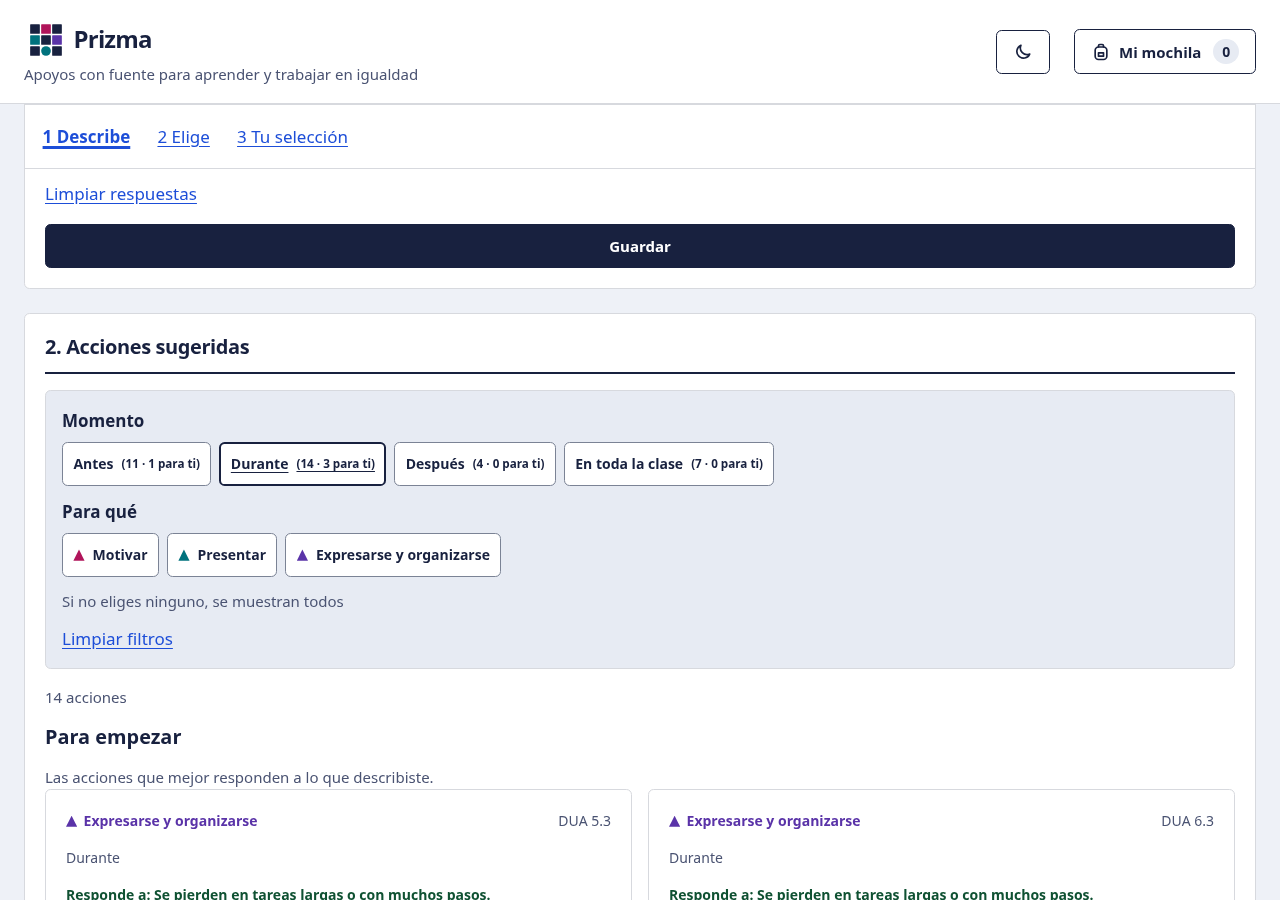 Prizma
Apoyos con fuente para aprender y trabajar en igualdad
Mi mochila 0
1 Describe 2 Elige 3 Tu selección
Limpiar respuestas
Guardar
2. Acciones sugeridas
Momento
Antes (11 · 1 para ti) Durante (14 · 3 para ti) Después (4 · 0 para ti) En toda la clase (7 · 0 para ti)
Para qué
Motivar Presentar Expresarse y organizarse
Si no eliges ninguno, se muestran todos
Limpiar filtros
14 acciones
Para empezar
Las acciones que mejor responden a lo que describiste.
Expresarse y organizarse DUA 5.3
Durante
Responde a: Se pierden en tareas largas o con muchos pasos.
Expresarse y organizarse DUA 6.3
Durante
Responde a: Se pierden en tareas largas o con muchos pasos.